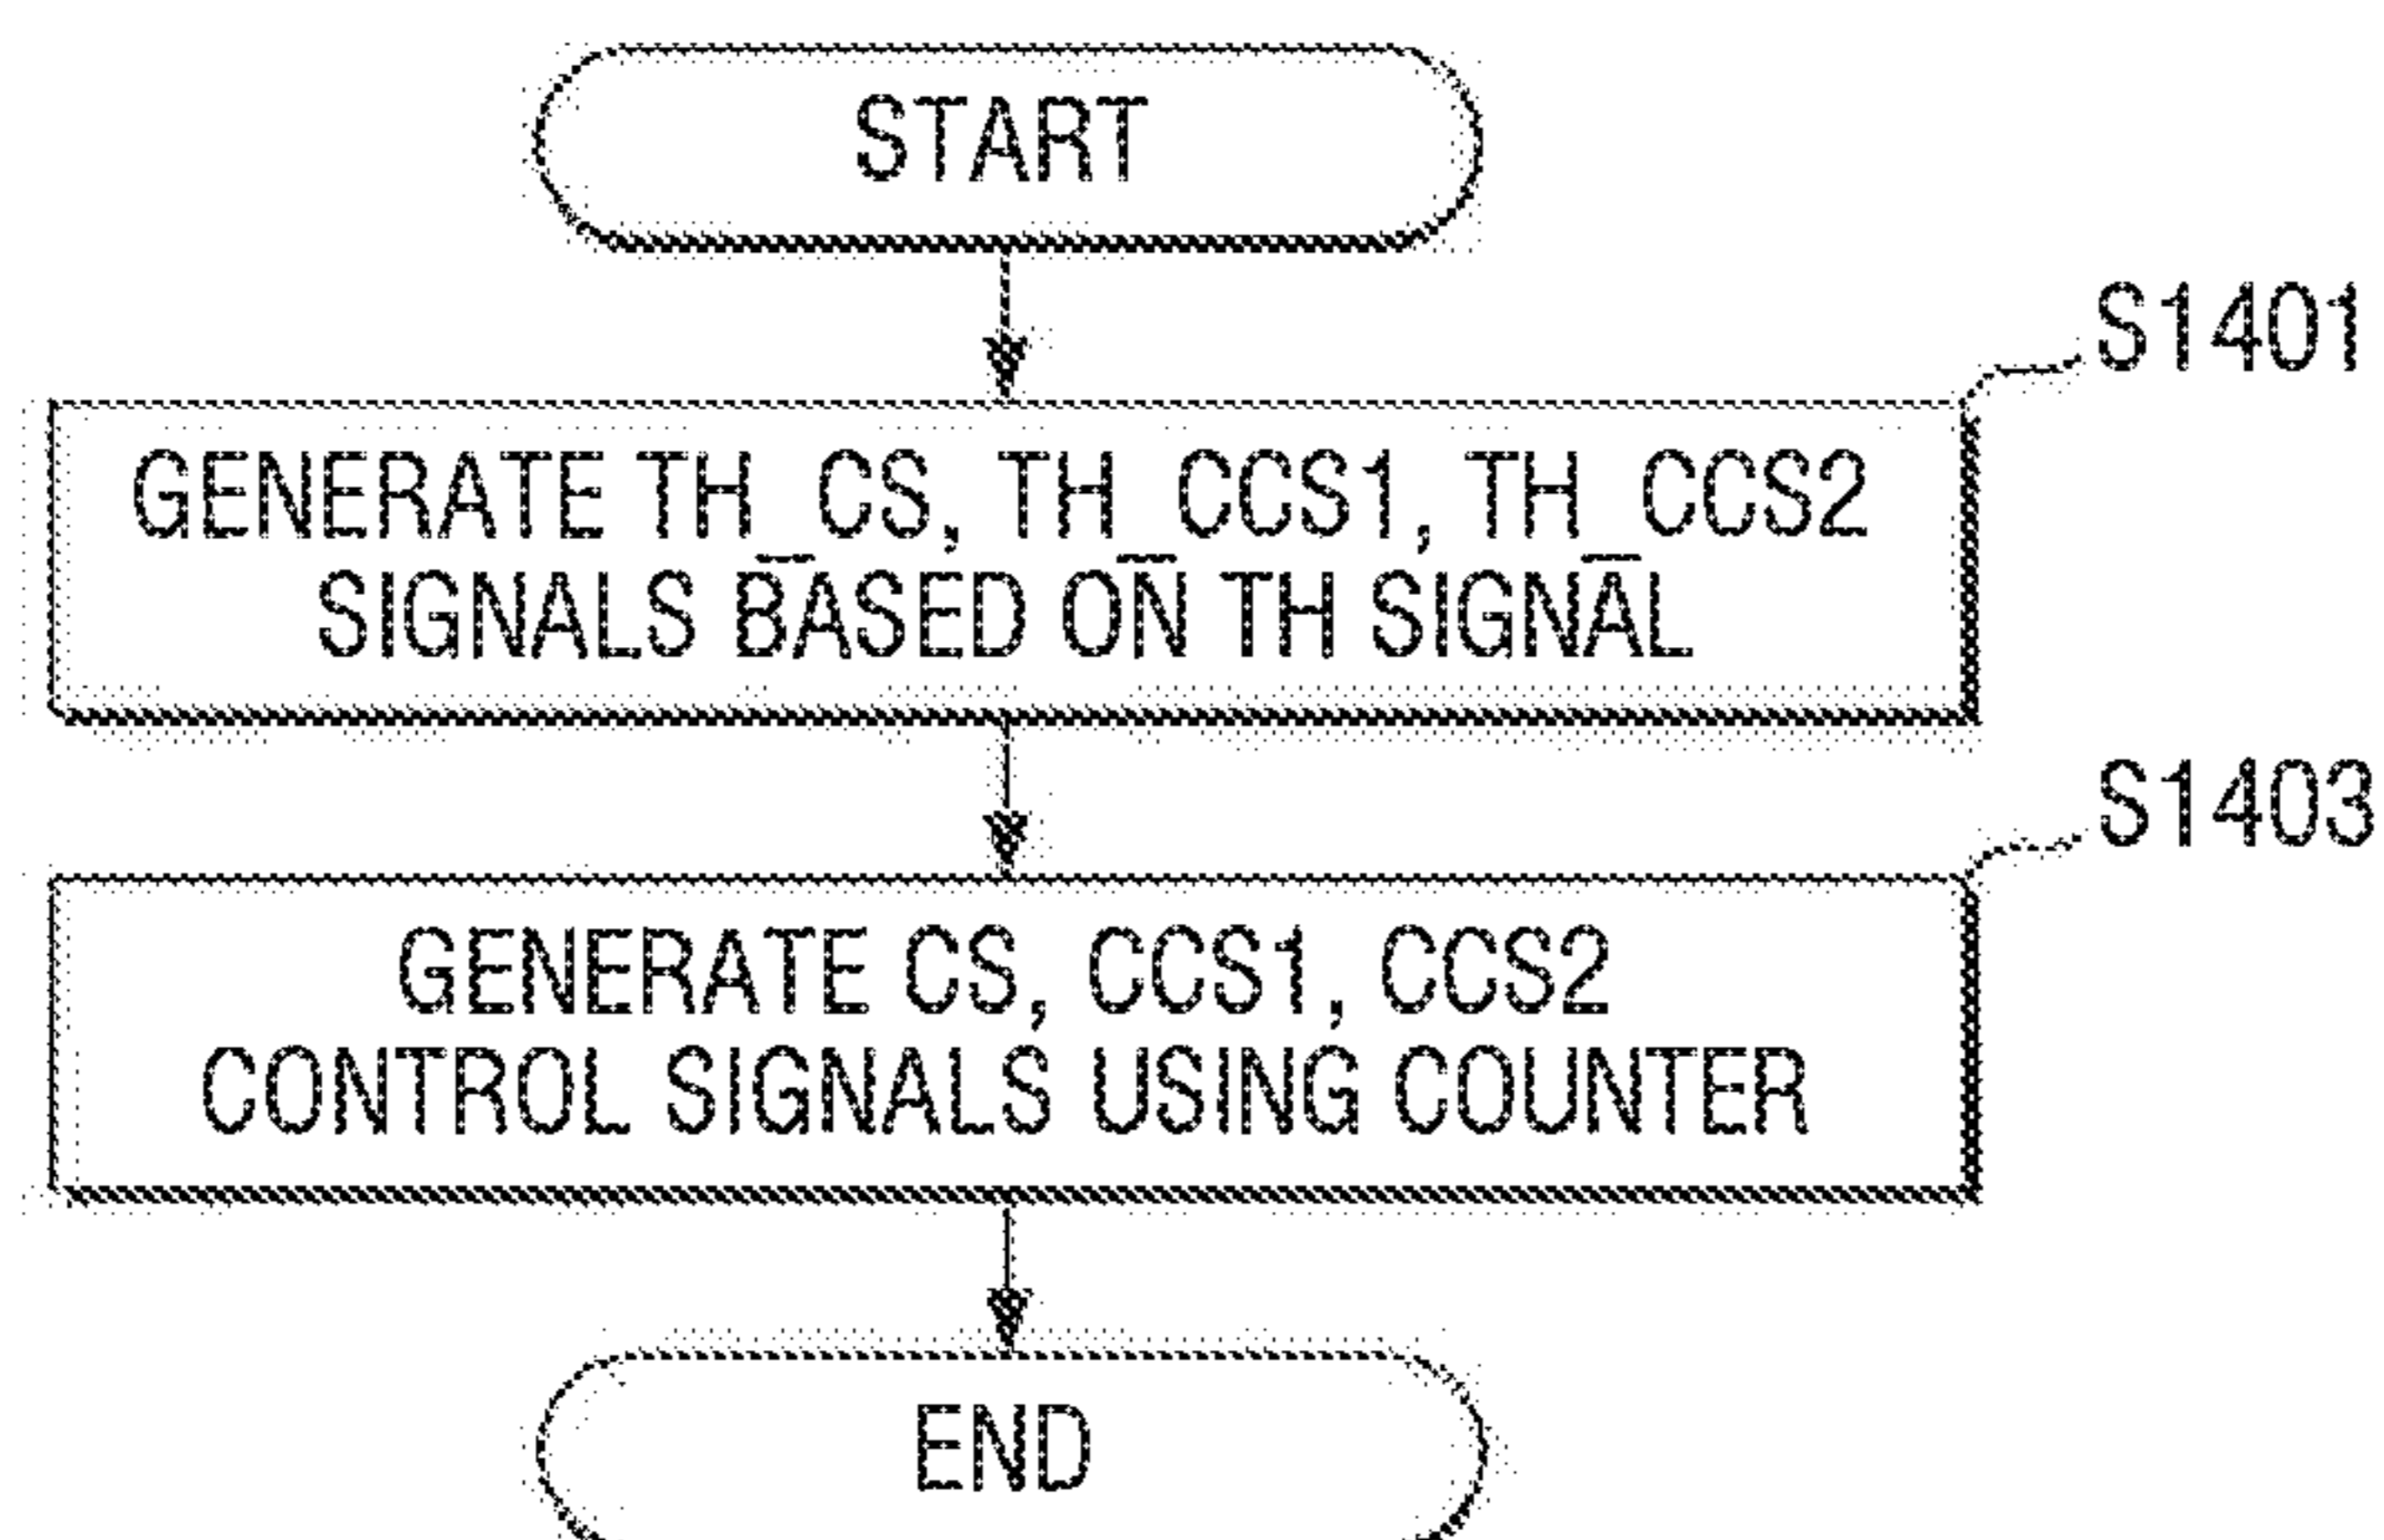 START
S1401
GENERATE TH_CS, TH_CCS1, TH_CCS2
SIGNALS BASED ON TH SIGNAL
S1403
GENERATE CS, CCS1, CCS2
CONTROL SIGNALS USING COUNTER
END